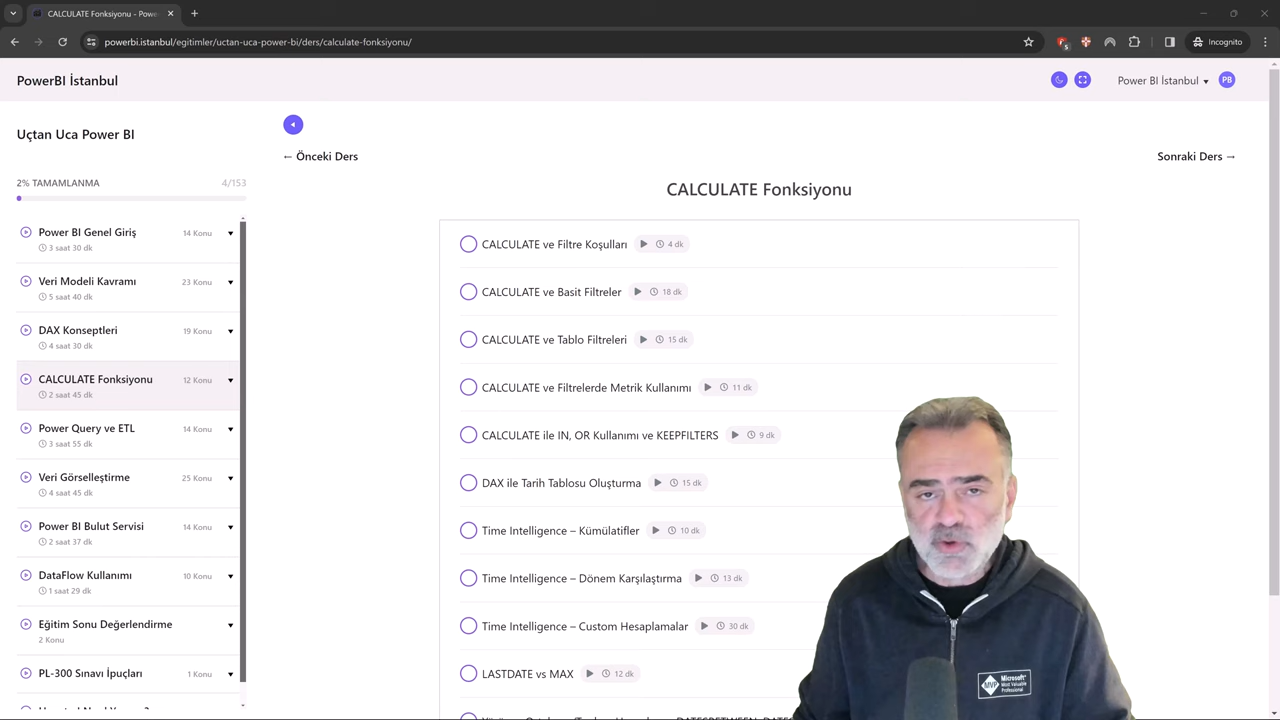 CALCULATE Fonksiyonu - Powe
powerbi.istanbul/egitimler/uctan-uca-power-bi/ders/calculate-fonksiyonu/
Incognito
PowerBI İstanbul
Power BI İstanbul
PB
Uçtan Uca Power BI
← Önceki Ders
Sonraki Ders →
2% TAMAMLANMA
4/153
CALCULATE Fonksiyonu
Power BI Genel Giriş
14 Konu
3 saat 30 dk
Veri Modeli Kavramı
23 Konu
5 saat 40 dk
DAX Konseptleri
19 Konu
4 saat 30 dk
CALCULATE Fonksiyonu
12 Konu
2 saat 45 dk
Power Query ve ETL
14 Konu
3 saat 55 dk
Veri Görselleştirme
25 Konu
4 saat 45 dk
Power BI Bulut Servisi
14 Konu
2 saat 37 dk
DataFlow Kullanımı
10 Konu
1 saat 29 dk
Eğitim Sonu Değerlendirme
2 Konu
PL-300 Sınavı İpuçları
1 Konu
CALCULATE ve Filtre Koşulları 4 dk
CALCULATE ve Basit Filtreler 18 dk
CALCULATE ve Tablo Filtreleri 15 dk
CALCULATE ve Filtrelerde Metrik Kullanımı 11 dk
CALCULATE ile IN, OR Kullanımı ve KEEPFILTERS 9 dk
DAX ile Tarih Tablosu Oluşturma 15 dk
Time Intelligence – Kümülatifler 10 dk
Time Intelligence – Dönem Karşılaştırma 13 dk
Time Intelligence – Custom Hesaplamalar 30 dk
LASTDATE vs MAX 12 dk
MVP
Microsoft
Most Valuable
Professional